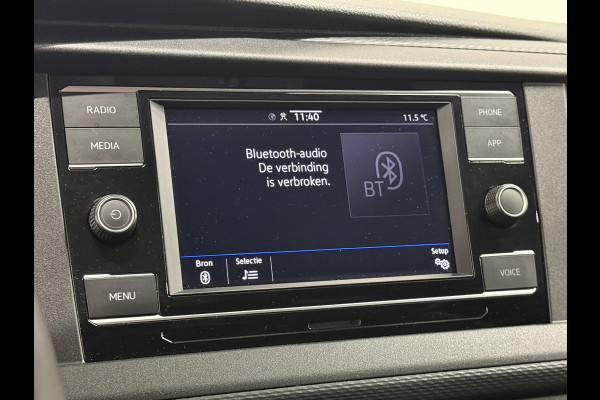 RADIO
MEDIA
MENU
11:40
11.5 °C
Bluetooth-audio
De verbinding
is verbroken.
BT
Bron
Selectie
Setup
PHONE
APP
VOICE